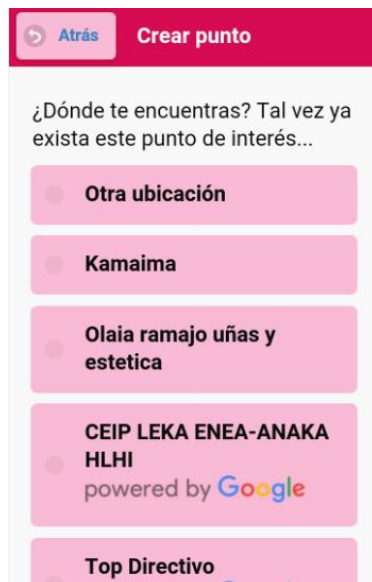 Atrás
Crear punto
¿Dónde te encuentras? Tal vez ya
exista este punto de interés...
Otra ubicación
Kamaima
Olaia ramajo uñas y
estetica
CEIP LEKA ENEA-ANAKA
HLHI
powered by Google
Top Directivo